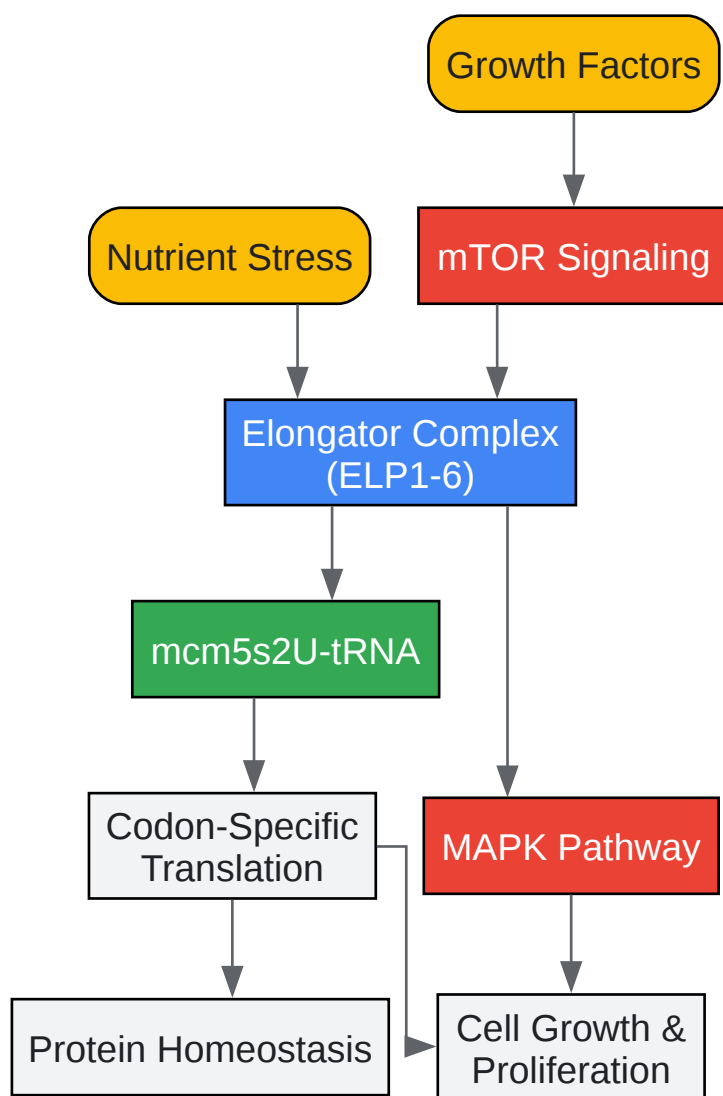 Growth Factors
Nutrient Stress
mTOR Signaling
Elongator Complex
(ELP1-6)
mcm5s2U-tRNA
Codon-Specific
Translation
MAPK Pathway
Protein Homeostasis
Cell Growth &
Proliferation